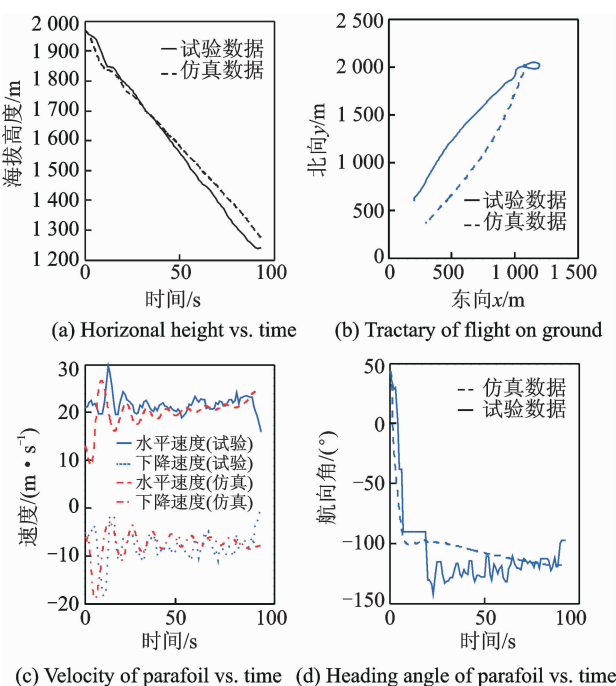 2 000
1 900
1 800
1 700
1 600
1 500
1 400
1 300
1 200
海拔高度/m
试验数据
仿真数据
0
50
100
时间/s
(a) Horizonal height vs. time
2 500
2 000
1 500
1 000
500
0
北向y/m
试验数据
仿真数据
0
500
1 000
1 500
东向x/m
(b) Tractary of flight on ground
30
20
10
0
−10
−20
速度/(m·s⁻¹)
水平速度(试验)
下降速度(试验)
水平速度(仿真)
下降速度(仿真)
0
50
100
时间/s
(c) Velocity of parafoil vs. time
50
0
−50
−100
−150
航向角/(°)
仿真数据
试验数据
0
50
100
时间/s
(d) Heading angle of parafoil vs. time